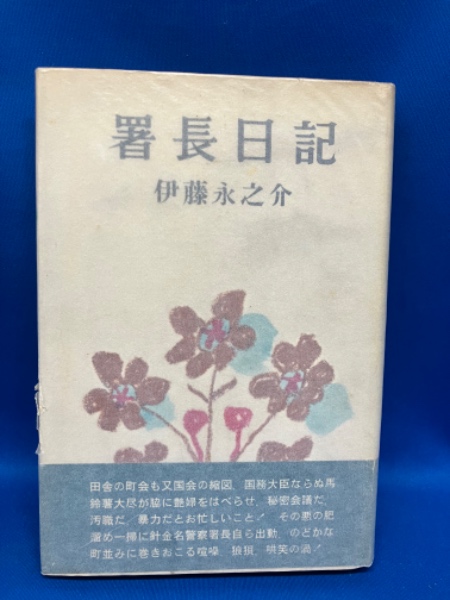 署長日記
伊藤永之介
田舎の町会も又国会の縮図．国務大臣ならぬ馬
鈴薯大尽が脇に艶婦をはべらせ，秘密会議だ，
汚職だ，暴力だとお忙しいこと！ その悪の肥
溜め一掃に針金名警察署長自ら出動，のどかな
町並みに巻きおこる喧噪，狼狽，哄笑の渦！